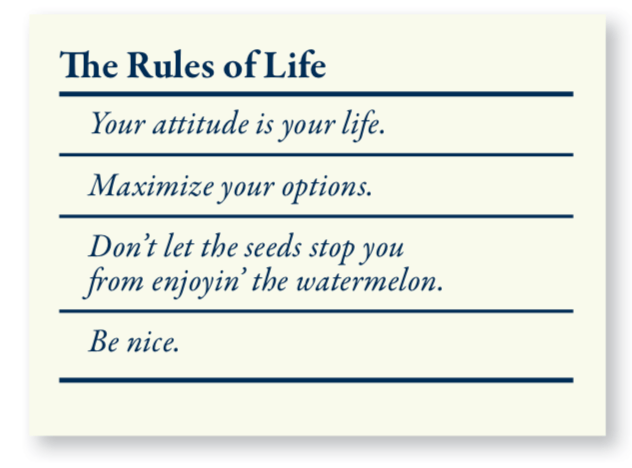 The Rules of Life
Your attitude is your life.
Maximize your options.
Don’t let the seeds stop you
from enjoyin’ the watermelon.
Be nice.